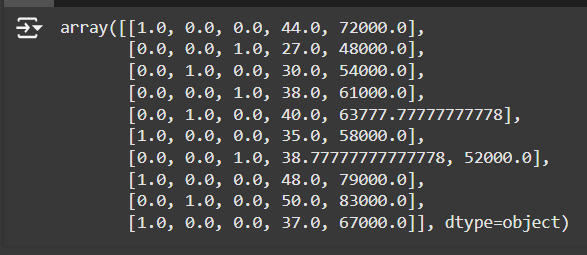 array([[1.0, 0.0, 0.0, 44.0, 72000.0],
[0.0, 0.0, 1.0, 27.0, 48000.0],
[0.0, 1.0, 0.0, 30.0, 54000.0],
[0.0, 0.0, 1.0, 38.0, 61000.0],
[0.0, 1.0, 0.0, 40.0, 63777.77777777778],
[1.0, 0.0, 0.0, 35.0, 58000.0],
[0.0, 0.0, 1.0, 38.77777777777778, 52000.0],
[1.0, 0.0, 0.0, 48.0, 79000.0],
[0.0, 1.0, 0.0, 50.0, 83000.0],
[1.0, 0.0, 0.0, 37.0, 67000.0]], dtype=object)